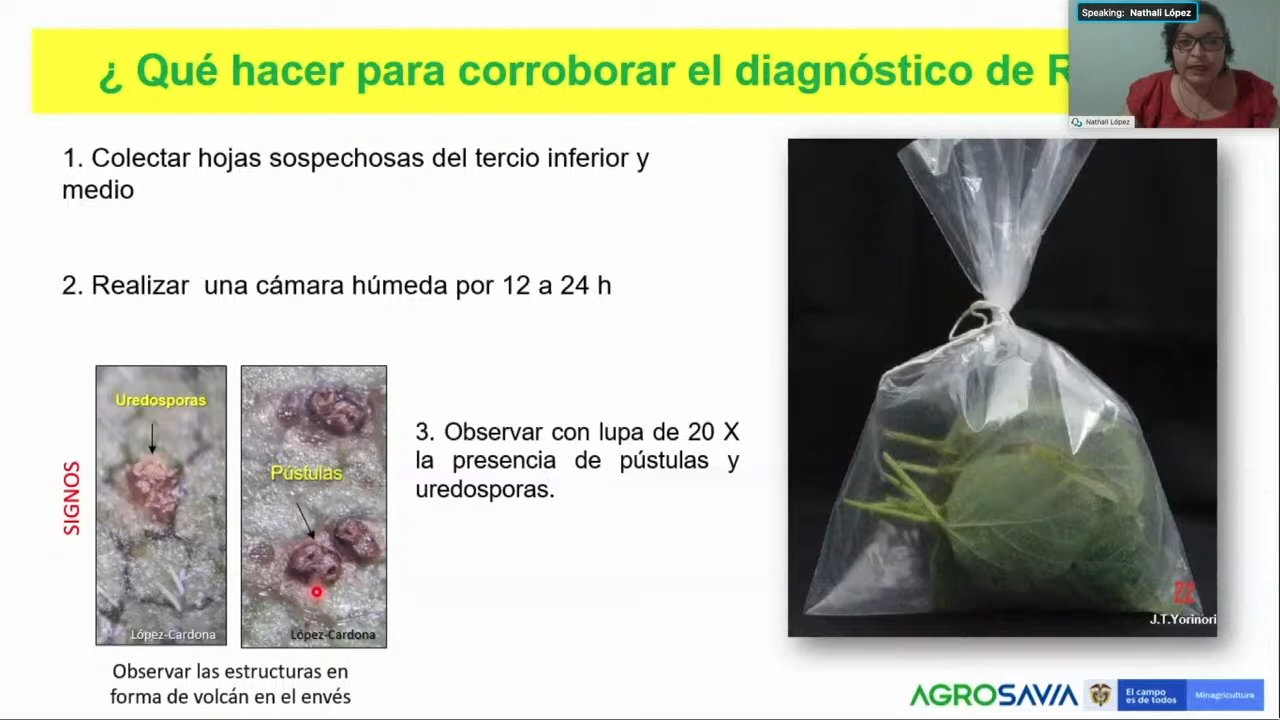 Speaking: Nathali López
¿ Qué hacer para corroborar el diagnóstico de R
Nathali López
1. Colectar hojas sospechosas del tercio inferior y
medio
2. Realizar una cámara húmeda por 12 a 24 h
SIGNOS
Uredosporas
López-Cardona
Pústulas
López-Cardona
3. Observar con lupa de 20 X
la presencia de pústulas y
uredosporas.
Observar las estructuras en
forma de volcán en el envés
22
J.T.Yorinori
AGROSAVIA
El campo
es de todos
Minagricultura